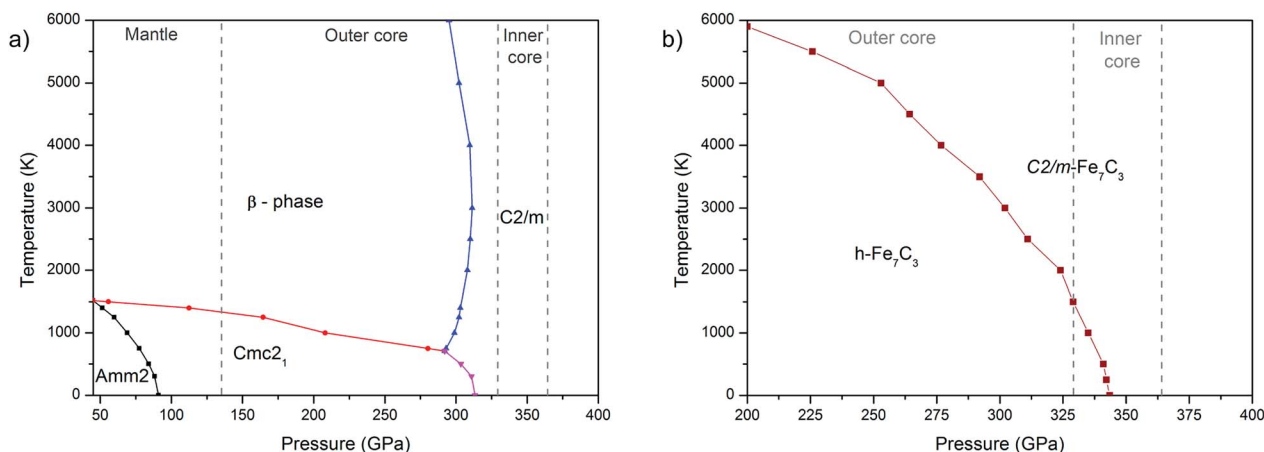 a)
Mantle
Outer core
Inner
core
6000
5000
4000
3000
2000
1000
0
Temperature (K)
β - phase
C2/m
Cmc2₁
Amm2
45
100
150
200
250
300
350
400
Pressure (GPa)
b)
Outer core
Inner
core
6000
5000
4000
3000
2000
1000
0
Temperature (K)
C2/m-Fe₇C₃
h-Fe₇C₃
200
225
250
275
300
325
350
375
400
Pressure (GPa)